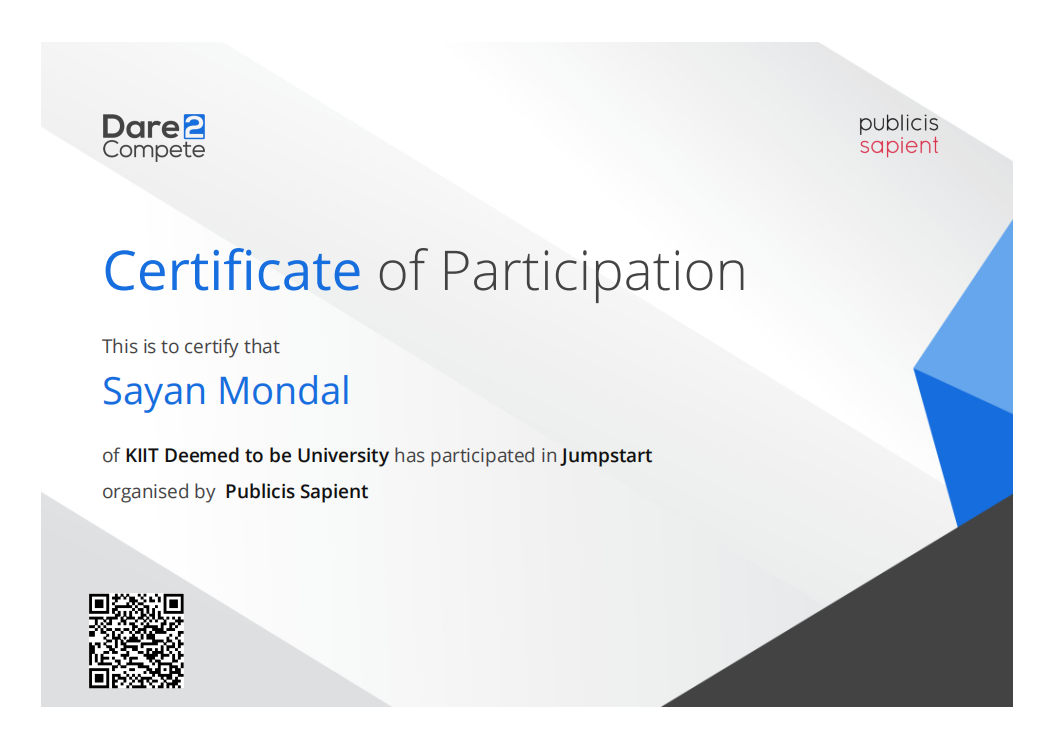 Dare2
Compete
publicis
sapient
Certificate of Participation
This is to certify that
Sayan Mondal
of KIIT Deemed to be University has participated in Jumpstart
organised by Publicis Sapient